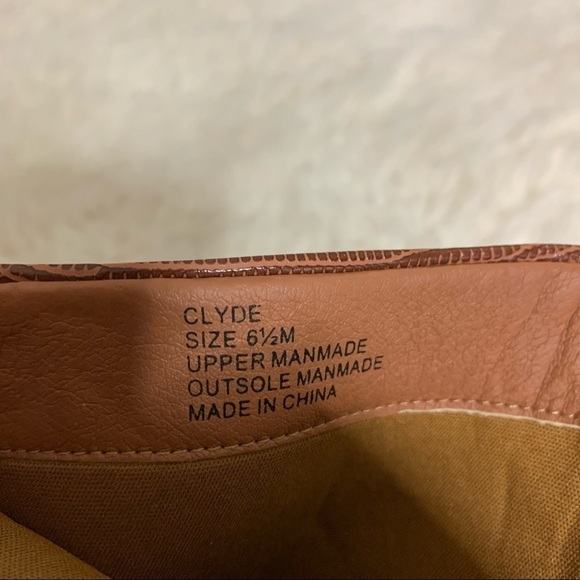 CLYDE
SIZE 6½M
UPPER MANMADE
OUTSOLE MANMADE
MADE IN CHINA